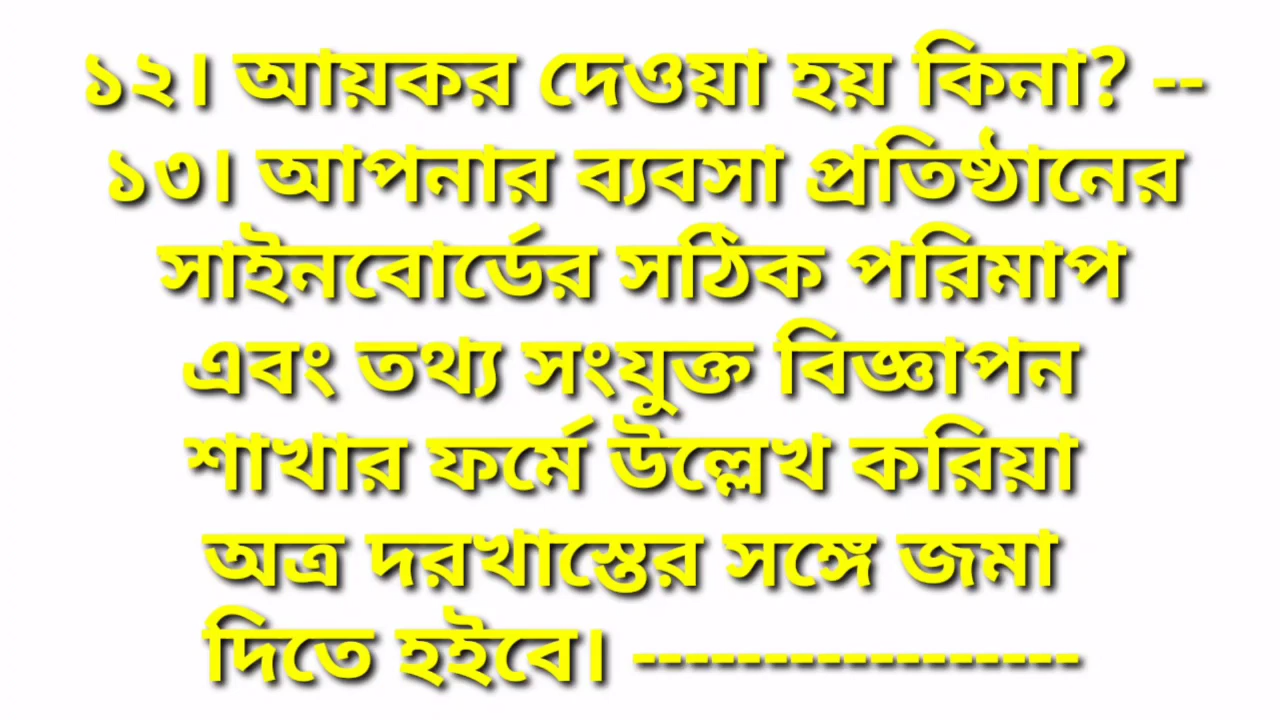 ১২। আয়কর দেওয়া হয় কিনা? --
১৩। আপনার ব্যবসা প্রতিষ্ঠানের
সাইনবোর্ডের সঠিক পরিমাপ
এবং তথ্য সংযুক্ত বিজ্ঞাপন
শাখার ফর্মে উল্লেখ করিয়া
অত্র দরখাস্তের সঙ্গে জমা
দিতে হইবে। -----------------